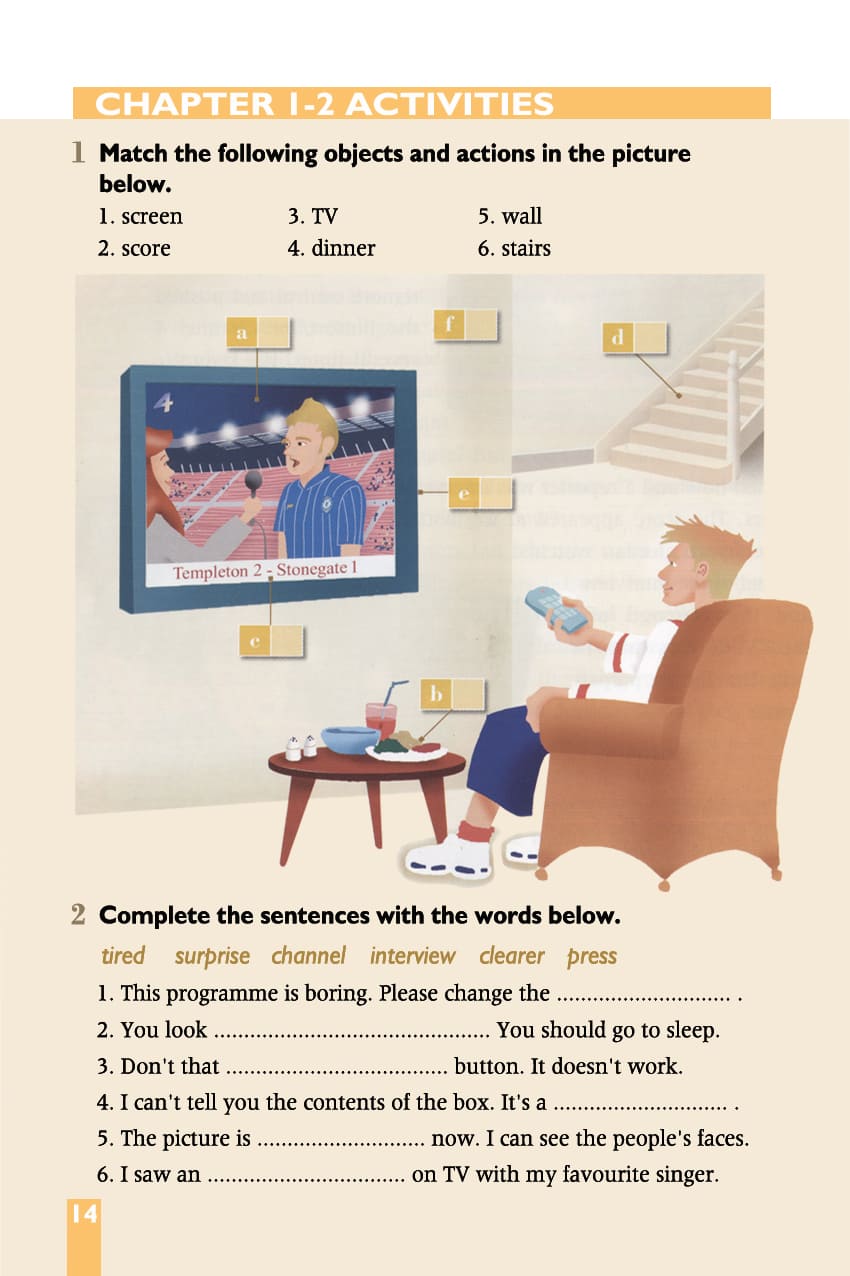 CHAPTER 1-2 ACTIVITIES
1 Match the following objects and actions in the picture
below.
1. screen 3. TV 5. wall
2. score 4. dinner 6. stairs
a
f
d
4
e
Templeton 2 - Stonegate 1
c
b
2 Complete the sentences with the words below.
tired surprise channel interview clearer press
1. This programme is boring. Please change the ............................. .
2. You look .............................................. You should go to sleep.
3. Don't that ..................................... button. It doesn't work.
4. I can't tell you the contents of the box. It's a ............................. .
5. The picture is ............................ now. I can see the people's faces.
6. I saw an ................................. on TV with my favourite singer.
14